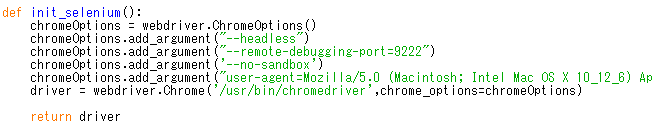 def init_selenium():
    chromeOptions = webdriver.ChromeOptions()
    chromeOptions.add_argument("--headless")
    chromeOptions.add_argument("--remote-debugging-port=9222")
    chromeOptions.add_argument('--no-sandbox')
    chromeOptions.add_argument("user-agent=Mozilla/5.0 (Macintosh; Intel Mac OS X 10_12_6) Ap
    driver = webdriver.Chrome('/usr/bin/chromedriver',chrome_options=chromeOptions)
    return driver